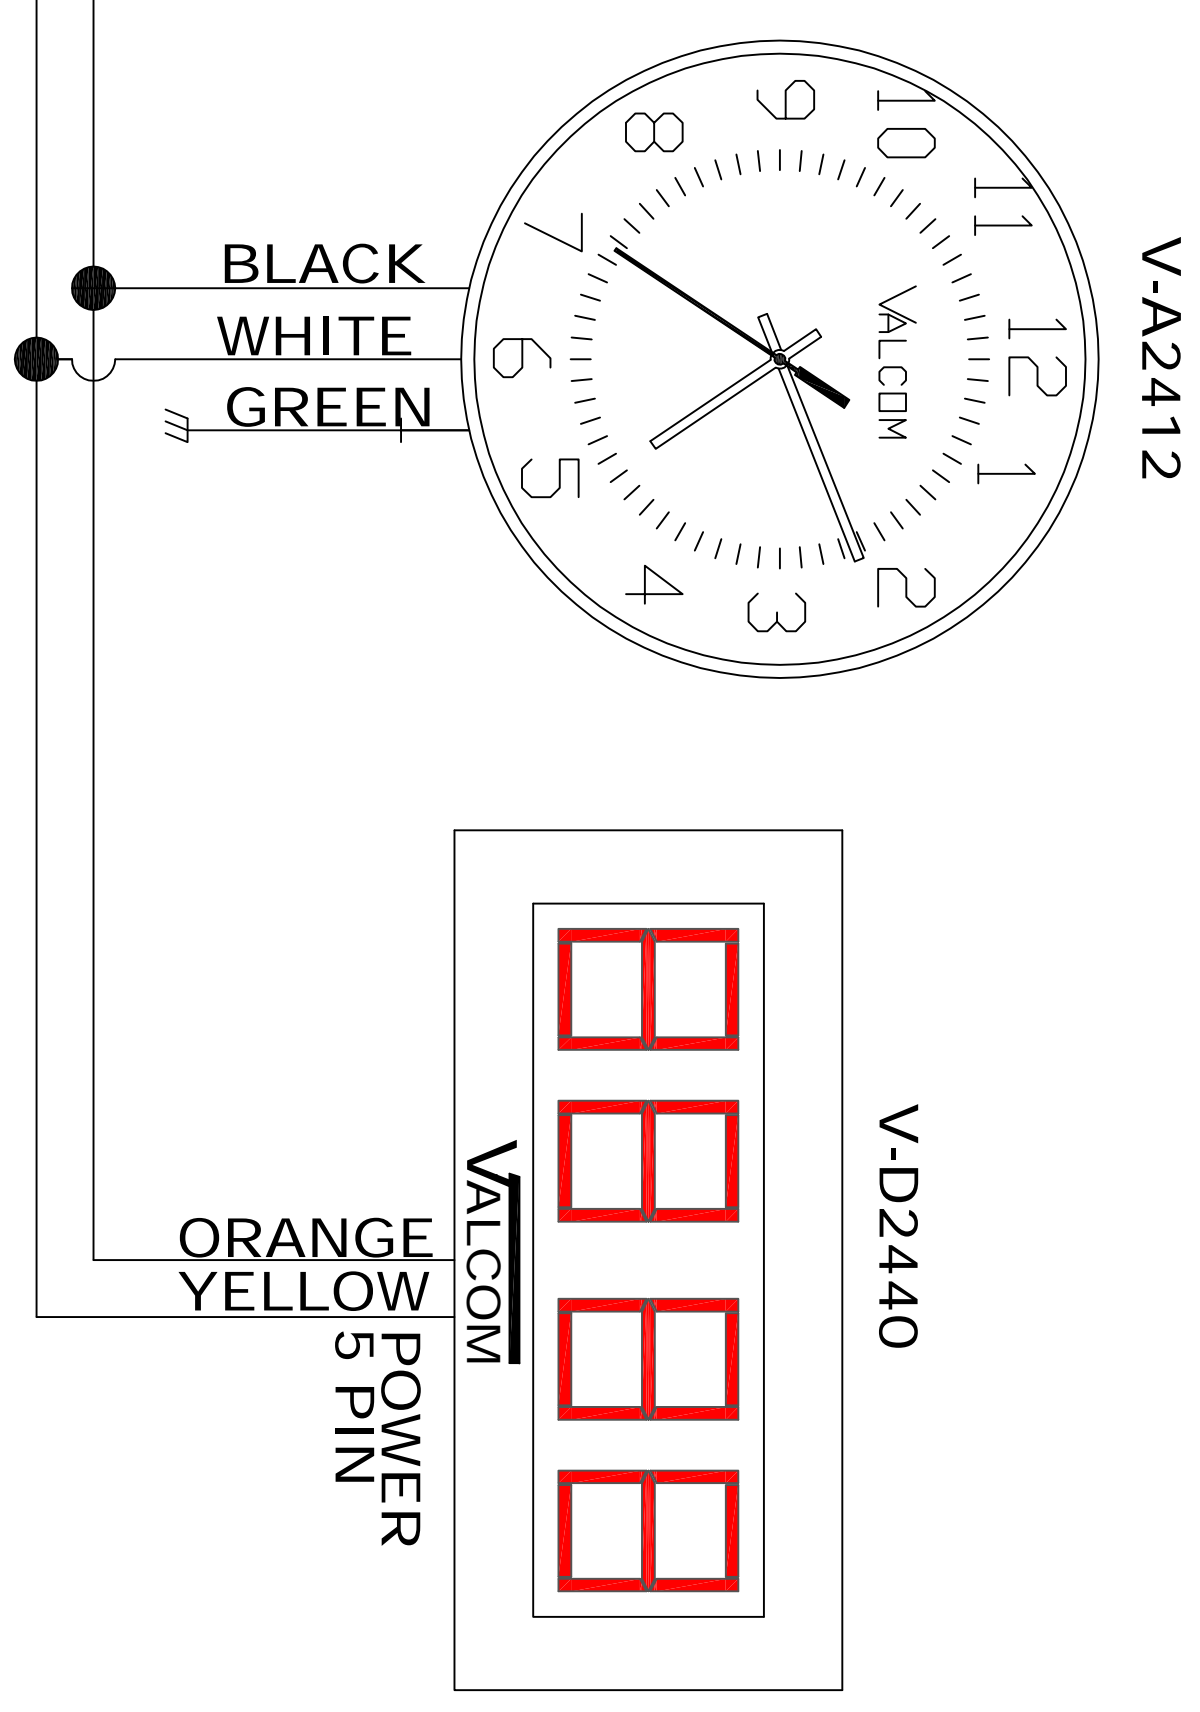 V-A2412
12
1
2
3
4
5
6
7
8
9
10
11
VALCOM
BLACK
WHITE
GREEN
V-D2440
VALCOM
ORANGE
YELLOW
POWER
5 PIN